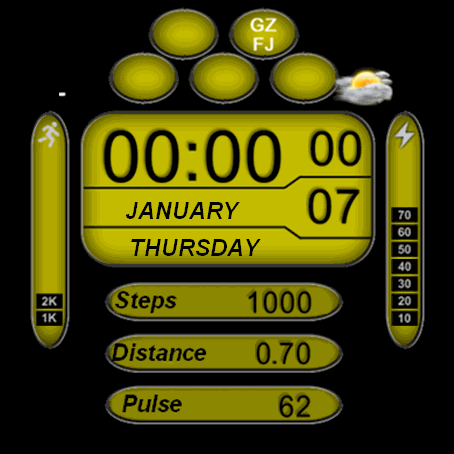 GZ
FJ
-
00:00 00
07
JANUARY
THURSDAY
70
60
50
40
30
20
10
2K
1K
Steps 1000
Distance 0.70
Pulse 62